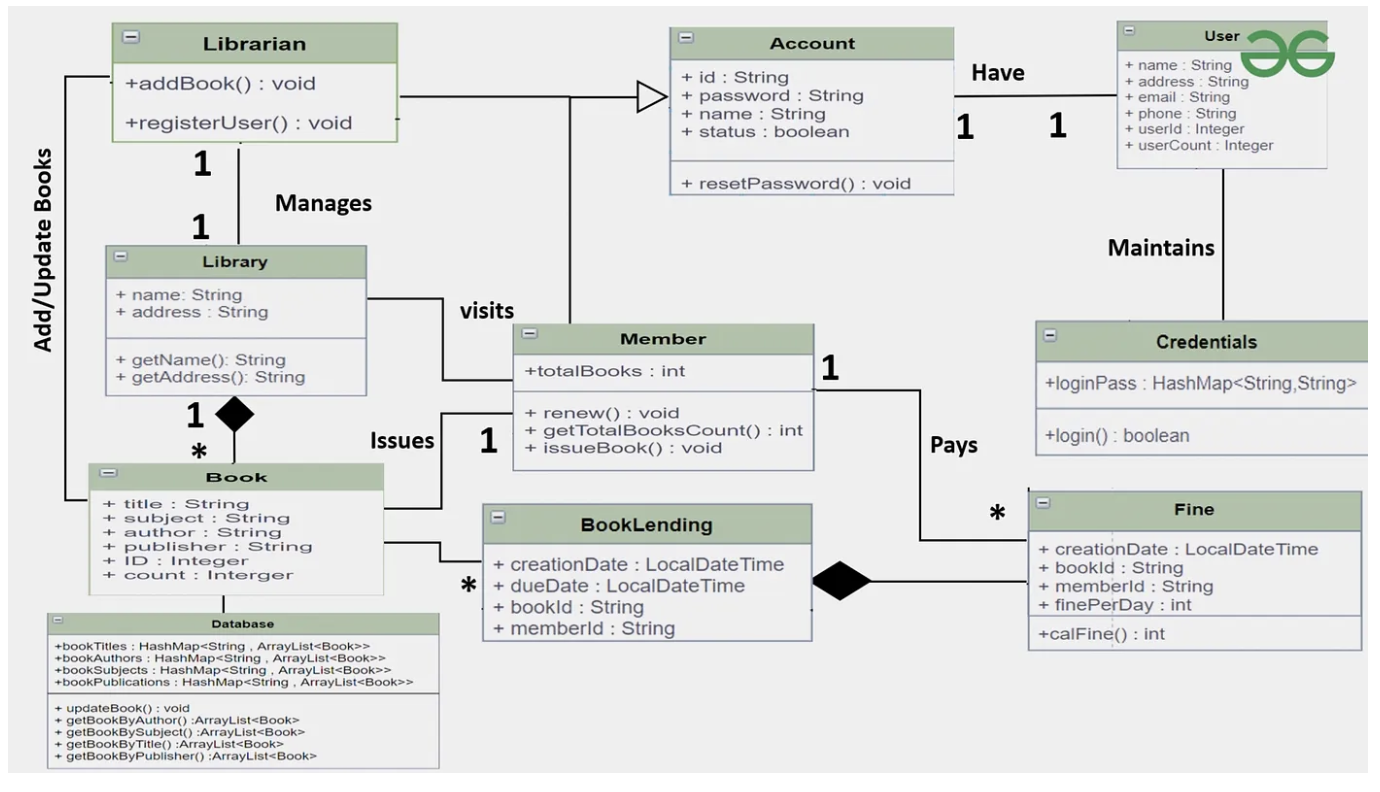 Librarian
+addBook() : void
+registerUser() : void
Account
+ id : String
+ password : String
+ name : String
+ status : boolean
+ resetPassword() : void
Have
1
1
User
+ name : String
+ address : String
+ email : String
+ phone : String
+ userId : Integer
+ userCount : Integer
Add/Update Books
1
Manages
1
Maintains
Library
+ name: String
+ address : String
+ getName(): String
+ getAddress(): String
visits
Member
+totalBooks : int
+ renew() : void
+ getTotalBooksCount() : int
+ issueBook() : void
1
Credentials
+loginPass : HashMap<String,String>
+login() : boolean
1
*
Issues
1
Pays
*
Book
+ title : String
+ subject : String
+ author : String
+ publisher : String
+ ID : Integer
+ count : Interger
*
BookLending
+ creationDate : LocalDateTime
+ dueDate : LocalDateTime
+ bookId : String
+ memberId : String
Fine
+ creationDate : LocalDateTime
+ bookId : String
+ memberId : String
+ finePerDay : int
+calFine() : int
Database
+bookTitles : HashMap<String , ArrayList<Book>>
+bookAuthors : HashMap<String , ArrayList<Book>>
+bookSubjects : HashMap<String , ArrayList<Book>>
+bookPublications : HashMap<String , ArrayList<Book>>
+ updateBook() : void
+ getBookByAuthor() :ArrayList<Book>
+ getBookBySubject() :ArrayList<Book>
+ getBookByTitle() :ArrayList<Book>
+ getBookByPublisher() :ArrayList<Book>